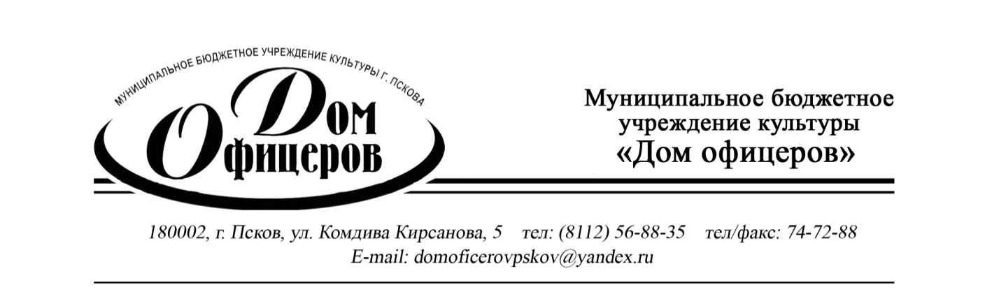 МУНИЦИПАЛЬНОЕ БЮДЖЕТНОЕ УЧРЕЖДЕНИЕ КУЛЬТУРЫ Г. ПСКОВА
Дом
Офицеров
Муниципальное бюджетное
учреждение культуры
«Дом офицеров»
180002, г. Псков, ул. Комдива Кирсанова, 5 тел: (8112) 56-88-35 тел/факс: 74-72-88
E-mail: domoficerovpskov@yandex.ru